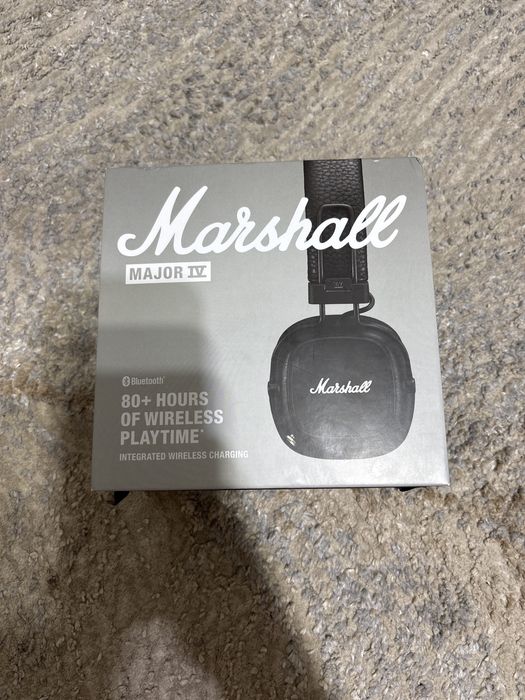 Marshall
MAJOR IV
Bluetooth®
80+ HOURS
OF WIRELESS
PLAYTIME*
INTEGRATED WIRELESS CHARGING
Marshall